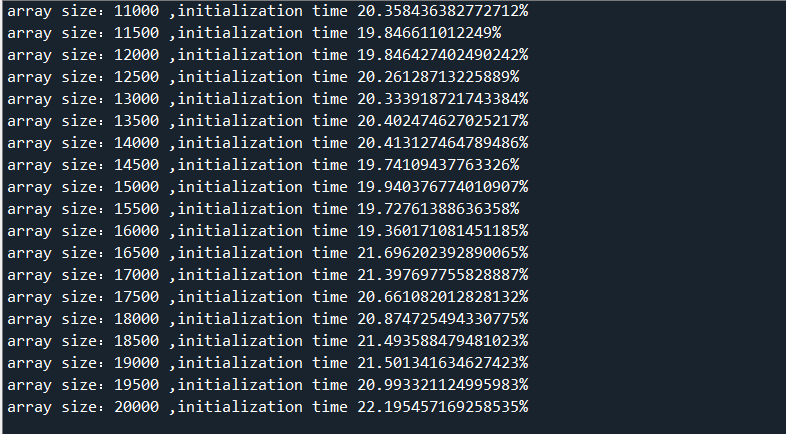 array size：11000 ,initialization time 20.358436382772712%
array size：11500 ,initialization time 19.846611012249%
array size：12000 ,initialization time 19.846427402490242%
array size：12500 ,initialization time 20.26128713225889%
array size：13000 ,initialization time 20.333918721743384%
array size：13500 ,initialization time 20.402474627025217%
array size：14000 ,initialization time 20.413127464789486%
array size：14500 ,initialization time 19.74109437763326%
array size：15000 ,initialization time 19.940376774010907%
array size：15500 ,initialization time 19.72761388636358%
array size：16000 ,initialization time 19.360171081451185%
array size：16500 ,initialization time 21.696202392890065%
array size：17000 ,initialization time 21.397697755828887%
array size：17500 ,initialization time 20.661082012828132%
array size：18000 ,initialization time 20.874725494330775%
array size：18500 ,initialization time 21.493588479481023%
array size：19000 ,initialization time 21.501341634627423%
array size：19500 ,initialization time 20.993321124995983%
array size：20000 ,initialization time 22.195457169258535%